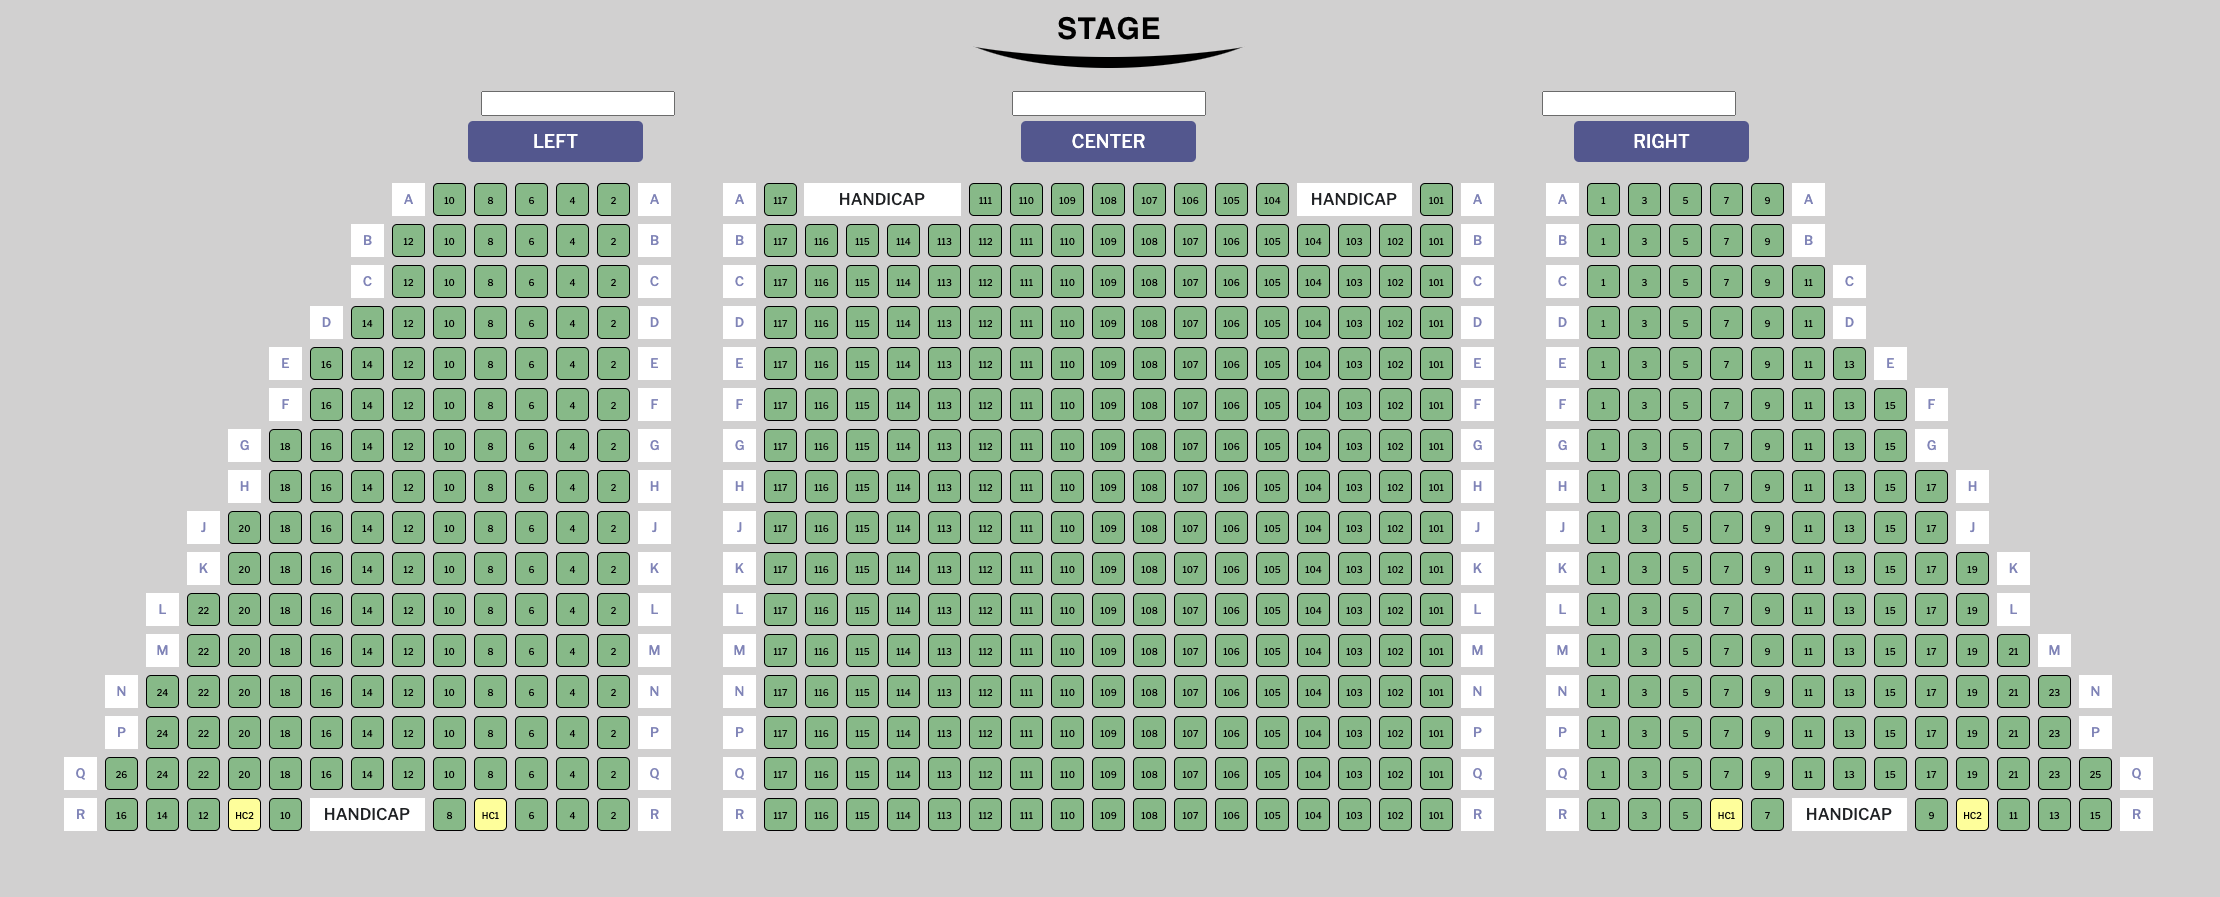 STAGE
LEFT CENTER RIGHT
A 10 8 6 4 2 A A 117 HANDICAP 111 110 109 108 107 106 105 104 HANDICAP 101 A A 1 3 5 7 9 A
B 12 10 8 6 4 2 B B 117 116 115 114 113 112 111 110 109 108 107 106 105 104 103 102 101 B B 1 3 5 7 9 B
C 12 10 8 6 4 2 C C 117 116 115 114 113 112 111 110 109 108 107 106 105 104 103 102 101 C C 1 3 5 7 9 11 C
D 14 12 10 8 6 4 2 D D 117 116 115 114 113 112 111 110 109 108 107 106 105 104 103 102 101 D D 1 3 5 7 9 11 D
E 16 14 12 10 8 6 4 2 E E 117 116 115 114 113 112 111 110 109 108 107 106 105 104 103 102 101 E E 1 3 5 7 9 11 13 E
F 16 14 12 10 8 6 4 2 F F 117 116 115 114 113 112 111 110 109 108 107 106 105 104 103 102 101 F F 1 3 5 7 9 11 13 15 F
G 18 16 14 12 10 8 6 4 2 G G 117 116 115 114 113 112 111 110 109 108 107 106 105 104 103 102 101 G G 1 3 5 7 9 11 13 15 G
H 18 16 14 12 10 8 6 4 2 H H 117 116 115 114 113 112 111 110 109 108 107 106 105 104 103 102 101 H H 1 3 5 7 9 11 13 15 17 H
J 20 18 16 14 12 10 8 6 4 2 J J 117 116 115 114 113 112 111 110 109 108 107 106 105 104 103 102 101 J J 1 3 5 7 9 11 13 15 17 J
K 20 18 16 14 12 10 8 6 4 2 K K 117 116 115 114 113 112 111 110 109 108 107 106 105 104 103 102 101 K K 1 3 5 7 9 11 13 15 17 19 K
L 22 20 18 16 14 12 10 8 6 4 2 L L 117 116 115 114 113 112 111 110 109 108 107 106 105 104 103 102 101 L L 1 3 5 7 9 11 13 15 17 19 L
M 22 20 18 16 14 12 10 8 6 4 2 M M 117 116 115 114 113 112 111 110 109 108 107 106 105 104 103 102 101 M M 1 3 5 7 9 11 13 15 17 19 21 M
N 24 22 20 18 16 14 12 10 8 6 4 2 N N 117 116 115 114 113 112 111 110 109 108 107 106 105 104 103 102 101 N N 1 3 5 7 9 11 13 15 17 19 21 23 N
P 24 22 20 18 16 14 12 10 8 6 4 2 P P 117 116 115 114 113 112 111 110 109 108 107 106 105 104 103 102 101 P P 1 3 5 7 9 11 13 15 17 19 21 23 P
Q 26 24 22 20 18 16 14 12 10 8 6 4 2 Q Q 117 116 115 114 113 112 111 110 109 108 107 106 105 104 103 102 101 Q Q 1 3 5 7 9 11 13 15 17 19 21 23 25 Q
R 16 14 12 HC2 10 HANDICAP 8 HC1 6 4 2 R R 117 116 115 114 113 112 111 110 109 108 107 106 105 104 103 102 101 R R 1 3 5 HC1 7 HANDICAP 9 HC2 11 13 15 R